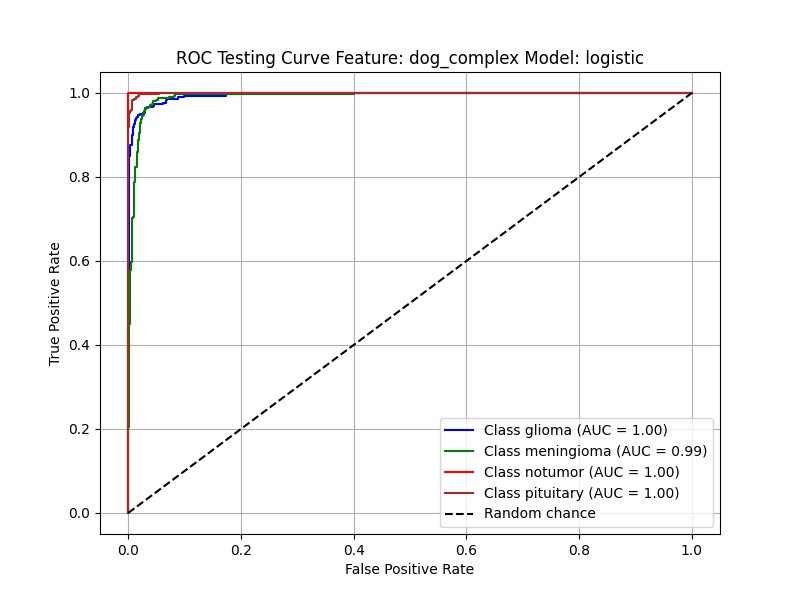 ROC Testing Curve Feature: dog_complex Model: logistic
True Positive Rate
1.0
0.8
0.6
0.4
0.2
0.0
Class glioma (AUC = 1.00)
Class meningioma (AUC = 0.99)
Class notumor (AUC = 1.00)
Class pituitary (AUC = 1.00)
Random chance
0.0 0.2 0.4 0.6 0.8 1.0
False Positive Rate